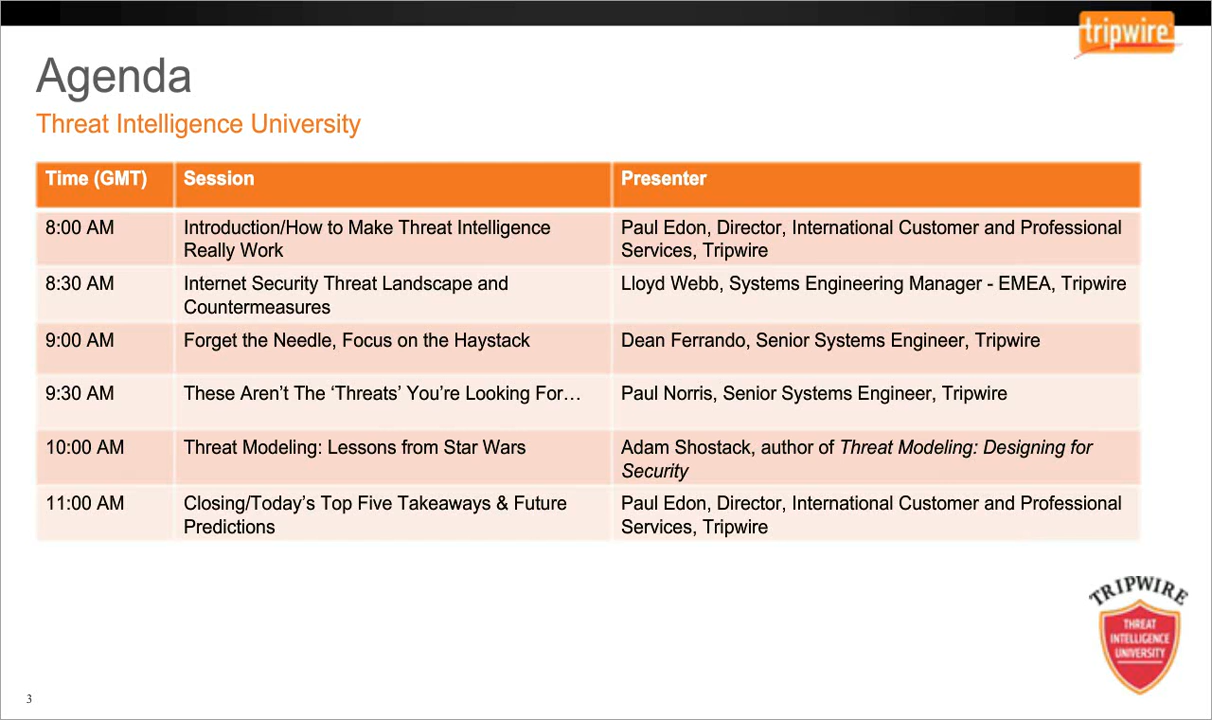 tripwire
Agenda
Threat Intelligence University
Time (GMT) Session Presenter
8:00 AM Introduction/How to Make Threat Intelligence Paul Edon, Director, International Customer and Professional
Really Work Services, Tripwire
8:30 AM Internet Security Threat Landscape and Lloyd Webb, Systems Engineering Manager - EMEA, Tripwire
Countermeasures
9:00 AM Forget the Needle, Focus on the Haystack Dean Ferrando, Senior Systems Engineer, Tripwire
9:30 AM These Aren’t The ‘Threats’ You’re Looking For… Paul Norris, Senior Systems Engineer, Tripwire
10:00 AM Threat Modeling: Lessons from Star Wars Adam Shostack, author of Threat Modeling: Designing for
Security
11:00 AM Closing/Today’s Top Five Takeaways & Future Paul Edon, Director, International Customer and Professional
Predictions Services, Tripwire
TRIPWIRE
THREAT
INTELLIGENCE
UNIVERSITY
3